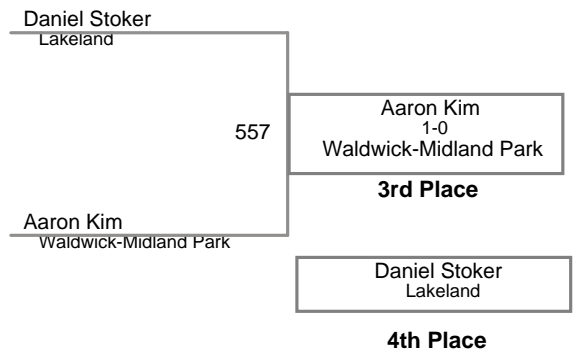 Daniel Stoker
Lakeland
557
Aaron Kim
1-0
Waldwick-Midland Park
3rd Place
Aaron Kim
Waldwick-Midland Park
Daniel Stoker
Lakeland
4th Place